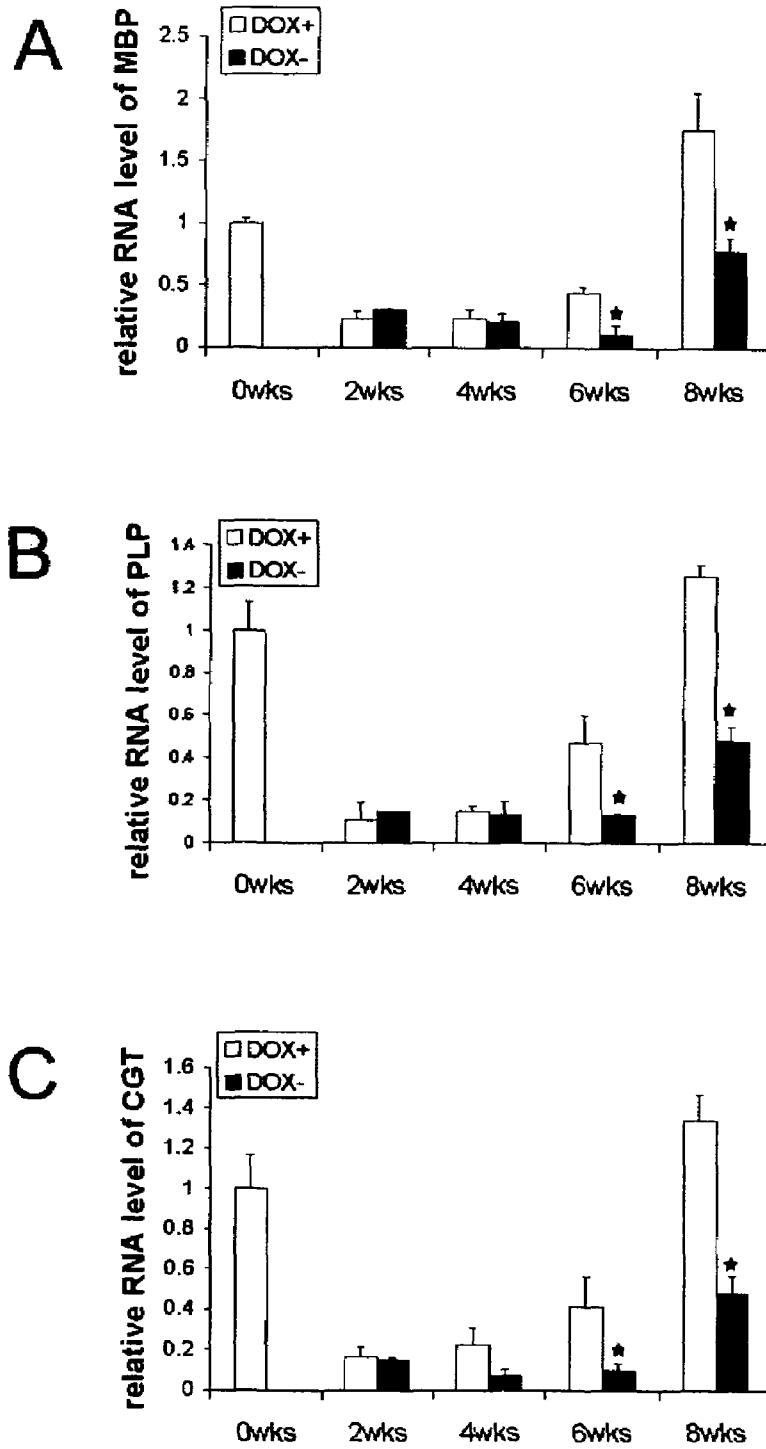 A
DOX+
DOX-
relative RNA level of MBP
2.5
2
1.5
1
0.5
0
0wks 2wks 4wks 6wks 8wks
B
DOX+
DOX-
relative RNA level of PLP
1.4
1.2
1
0.8
0.6
0.4
0.2
0
0wks 2wks 4wks 6wks 8wks
C
DOX+
DOX-
relative RNA level of CGT
1.6
1.4
1.2
1
0.8
0.6
0.4
0.2
0
0wks 2wks 4wks 6wks 8wks